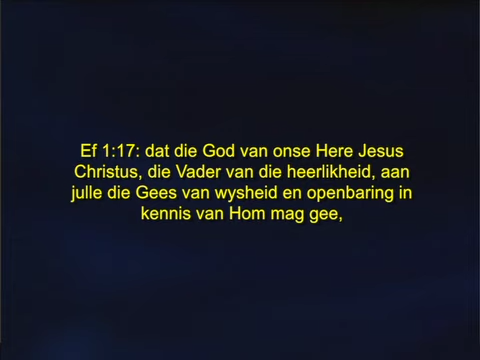 Ef 1:17: dat die God van onse Here Jesus
Christus, die Vader van die heerlikheid, aan
julle die Gees van wysheid en openbaring in
kennis van Hom mag gee,